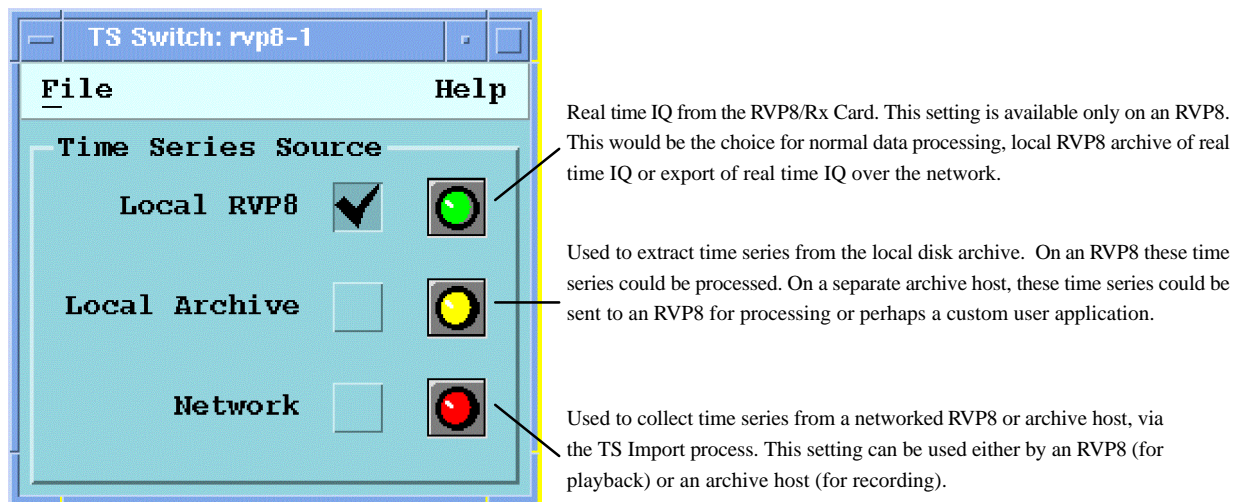 TS Switch: rvp8-1
File Help
Time Series Source
Local RVP8
Local Archive
Network
Real time IQ from the RVP8/Rx Card. This setting is available only on an RVP8.
This would be the choice for normal data processing, local RVP8 archive of real
time IQ or export of real time IQ over the network.
Used to extract time series from the local disk archive. On an RVP8 these time
series could be processed. On a separate archive host, these time series could be
sent to an RVP8 for processing or perhaps a custom user application.
Used to collect time series from a networked RVP8 or archive host, via
the TS Import process. This setting can be used either by an RVP8 (for
playback) or an archive host (for recording).